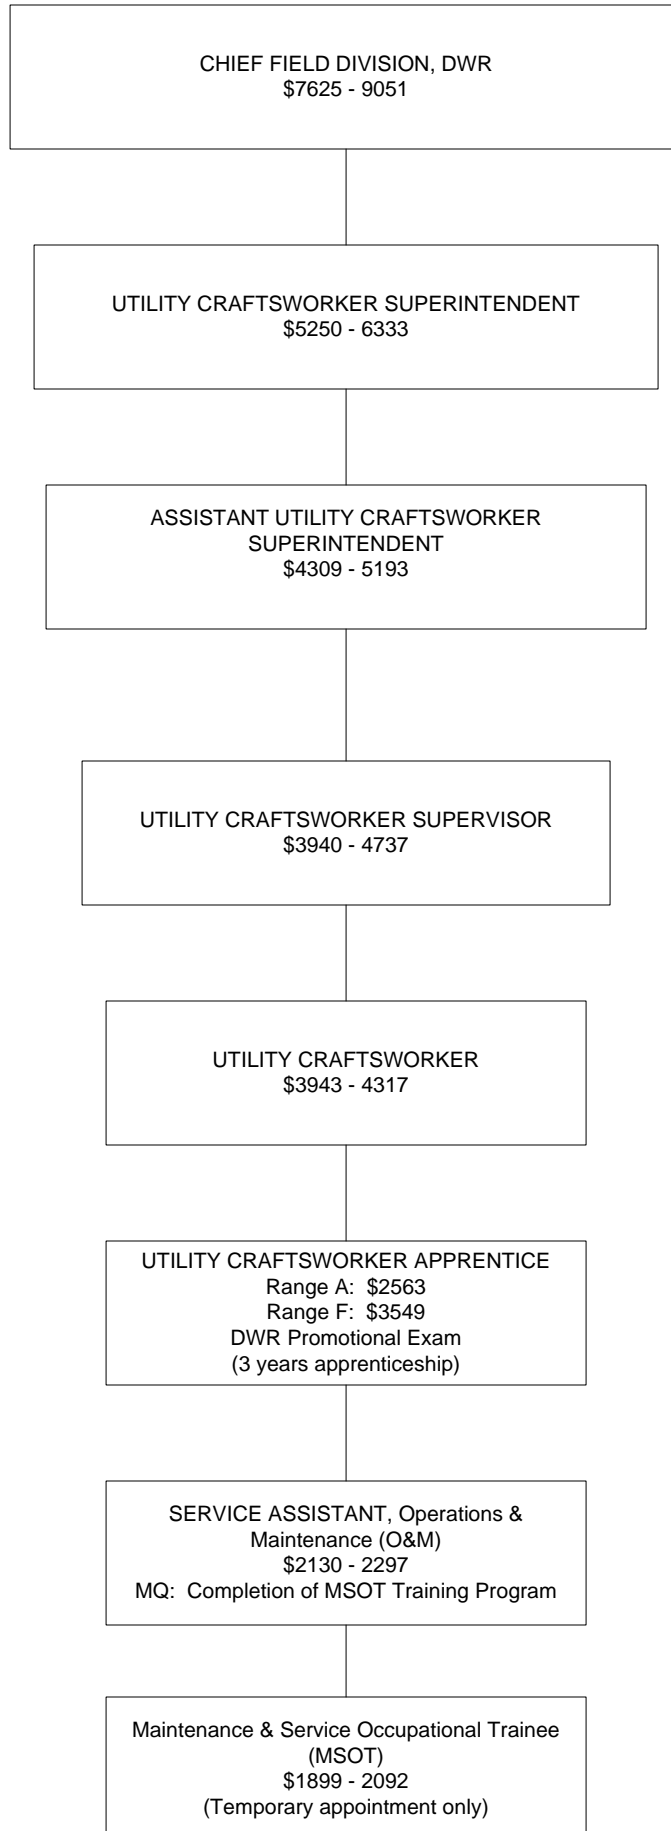 CHIEF FIELD DIVISION, DWR
$7625 - 9051
UTILITY CRAFTSWORKER SUPERINTENDENT
$5250 - 6333
ASSISTANT UTILITY CRAFTSWORKER
SUPERINTENDENT
$4309 - 5193
UTILITY CRAFTSWORKER SUPERVISOR
$3940 - 4737
UTILITY CRAFTSWORKER
$3943 - 4317
UTILITY CRAFTSWORKER APPRENTICE
Range A:  $2563
Range F:  $3549
DWR Promotional Exam
(3 years apprenticeship)
SERVICE ASSISTANT, Operations &
Maintenance (O&M)
$2130 - 2297
MQ:  Completion of MSOT Training Program
Maintenance & Service Occupational Trainee
(MSOT)
$1899 - 2092
(Temporary appointment only)